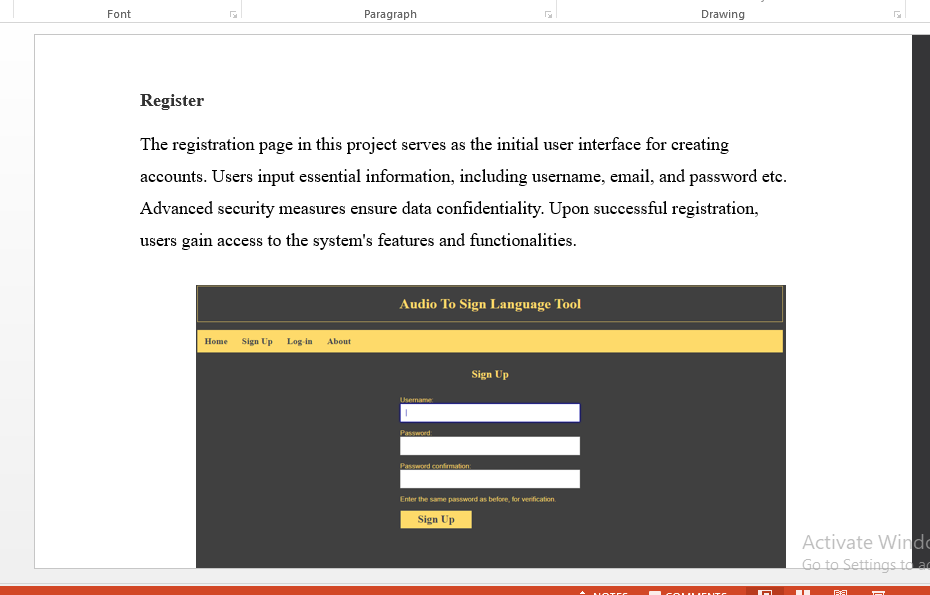 Font Paragraph Drawing
Register
The registration page in this project serves as the initial user interface for creating
accounts. Users input essential information, including username, email, and password etc.
Advanced security measures ensure data confidentiality. Upon successful registration,
users gain access to the system's features and functionalities.
Audio To Sign Language Tool
Home Sign Up Log-in About
Sign Up
Username:
Password:
Password confirmation:
Enter the same password as before, for verification.
Sign Up
Activate Windo
Go to Settings to a
NOTES COMMENTS